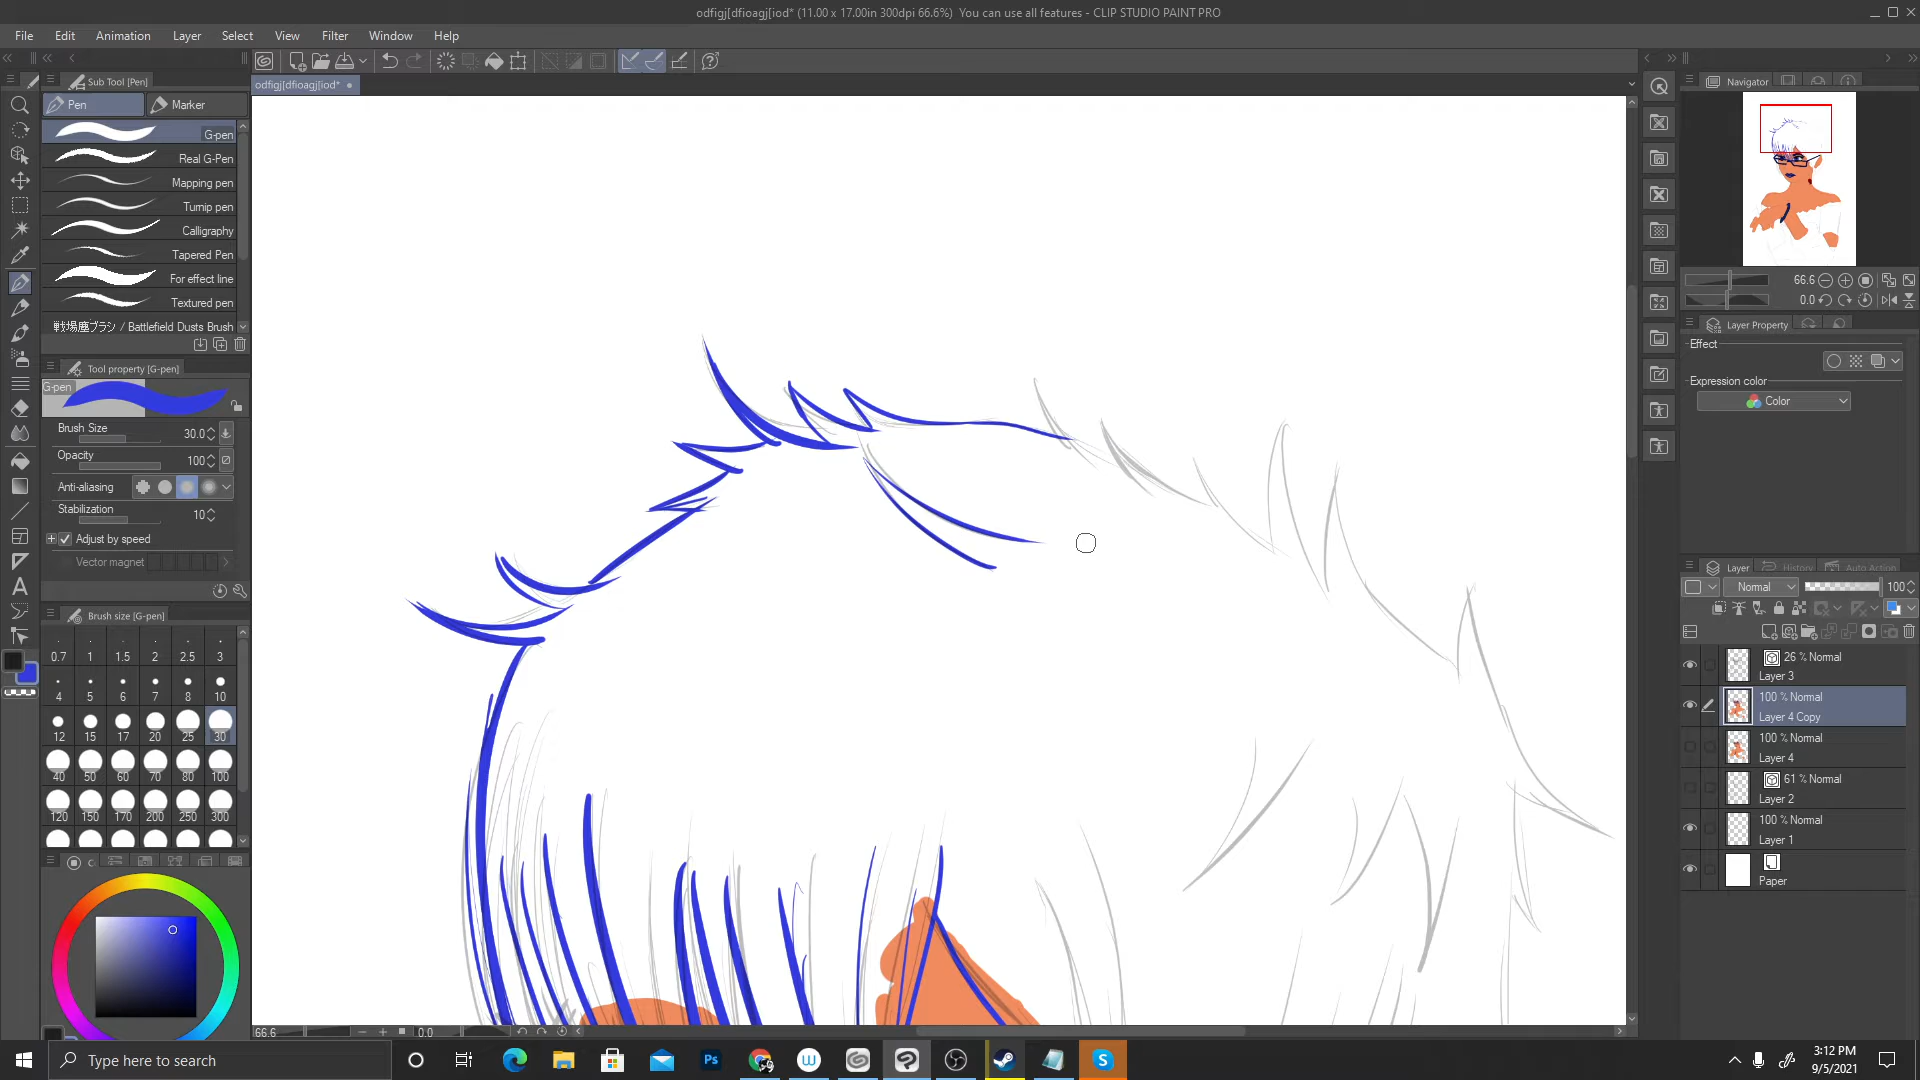 odfigj[dfioagj[iod* (11.00 x 17.00in 300dpi 66.6%)  You can use all features - CLIP STUDIO PAINT PRO
File Edit Animation Layer Select View Filter Window Help
odfigj[dfioagj[iod*
Sub Tool [Pen]
Pen
Marker
G-pen
Real G-Pen
Mapping pen
Turnip pen
Calligraphy
Tapered Pen
For effect line
Textured pen
戦場塵ブラシ / Battlefield Dusts Brush
Tool property [G-pen]
G-pen
Brush Size 30.0
Opacity 100
Anti-aliasing
Stabilization 10
Adjust by speed
Vector magnet
Brush size [G-pen]
0.7 1 1.5 2 2.5 3
4 5 6 7 8 10
12 15 17 20 25 30
40 50 60 70 80 100
120 150 170 200 250 300
66.6 0.0
Navigator
66.6
0.0
Layer Property
Effect
Expression color
Color
Layer History Auto Action
Normal 100
26 % Normal
Layer 3
100 % Normal
Layer 4 Copy
100 % Normal
Layer 4
61 % Normal
Layer 2
100 % Normal
Layer 1
Paper
Type here to search
Ps
3:12 PM
9/5/2021